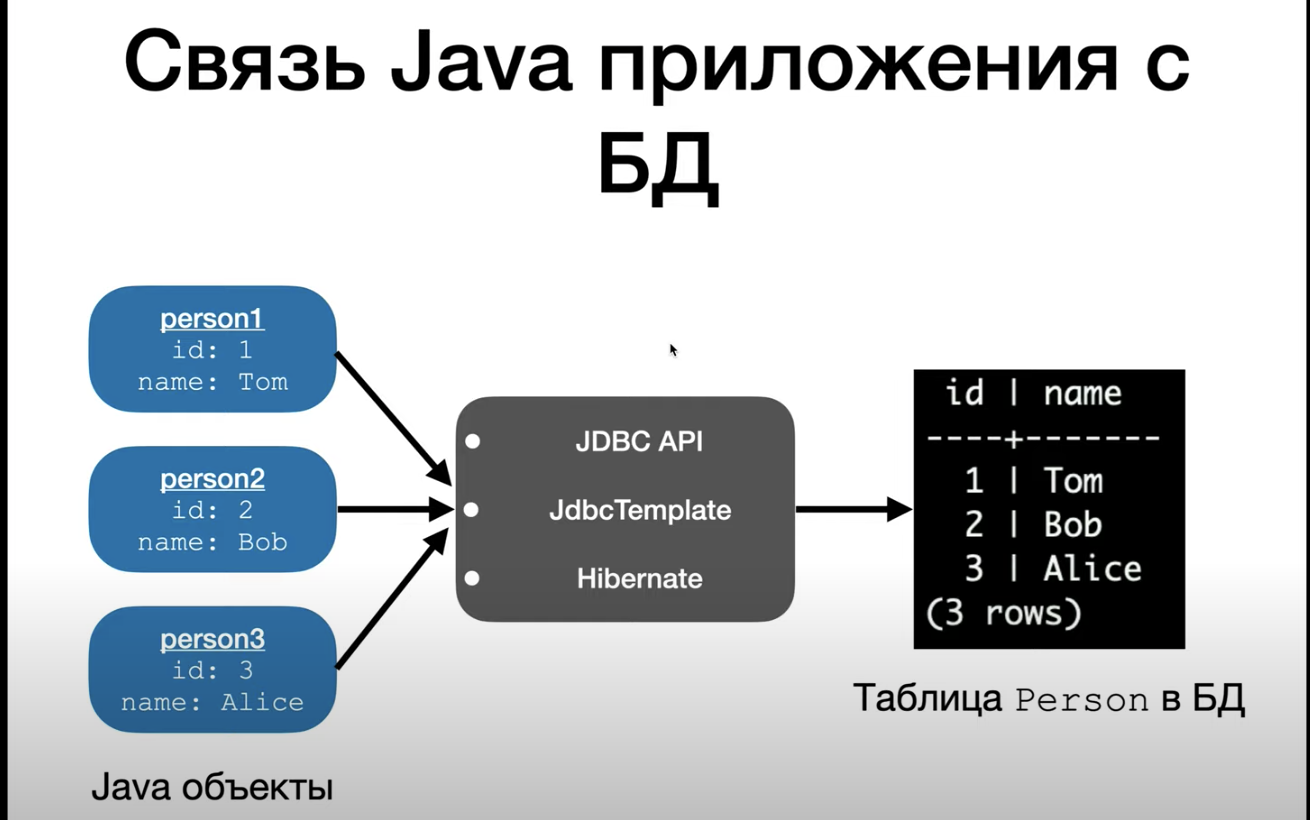 Связь Java приложения с
БД
person1
id: 1
name: Tom
person2
id: 2
name: Bob
person3
id: 3
name: Alice
Java объекты
JDBC API
JdbcTemplate
Hibernate
id | name
----+-------
1 | Tom
2 | Bob
3 | Alice
(3 rows)
Таблица Person в БД